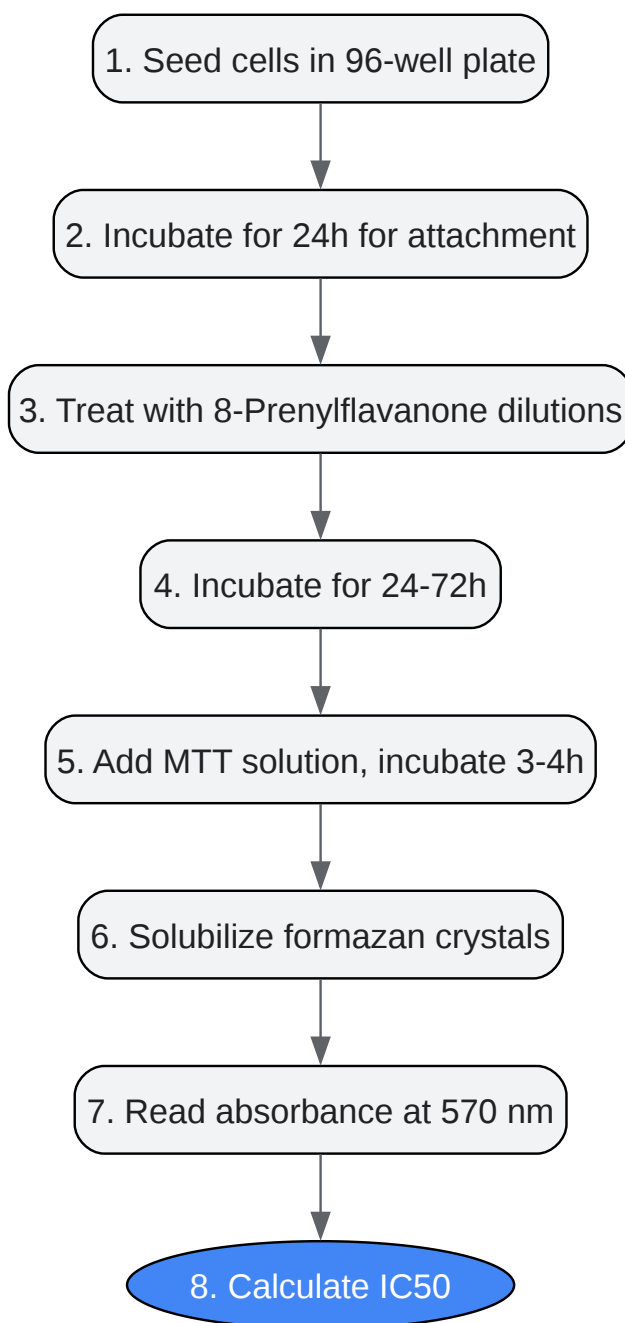 1. Seed cells in 96-well plate
2. Incubate for 24h for attachment
3. Treat with 8-Prenylflavanone dilutions
4. Incubate for 24-72h
5. Add MTT solution, incubate 3-4h
6. Solubilize formazan crystals
7. Read absorbance at 570 nm
8. Calculate IC50